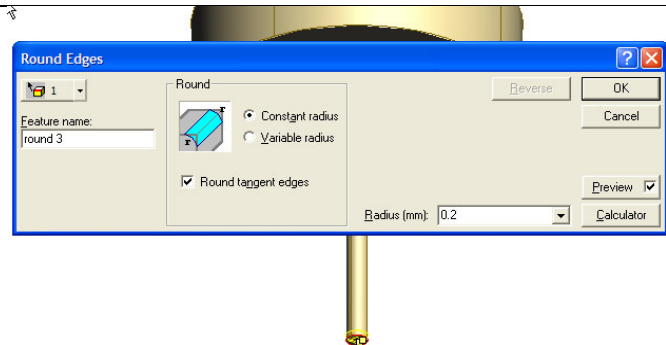 Round Edges
1
Feature name:
round 3
Round
r
r
Constant radius
Variable radius
Round tangent edges
Reverse
OK
Cancel
Preview
Radius (mm): 0.2
Calculator